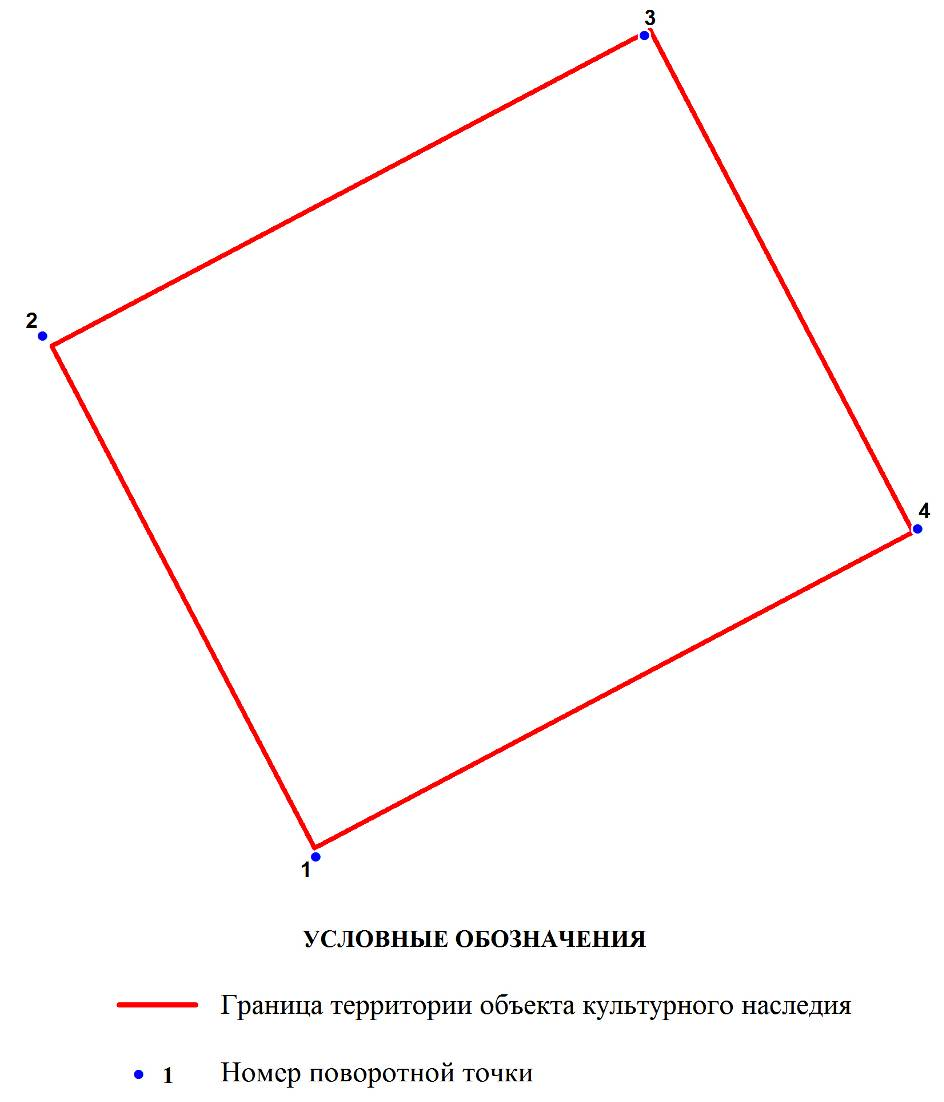 3
2
4
1
УСЛОВНЫЕ ОБОЗНАЧЕНИЯ
Граница территории объекта культурного наследия
1 Номер поворотной точки